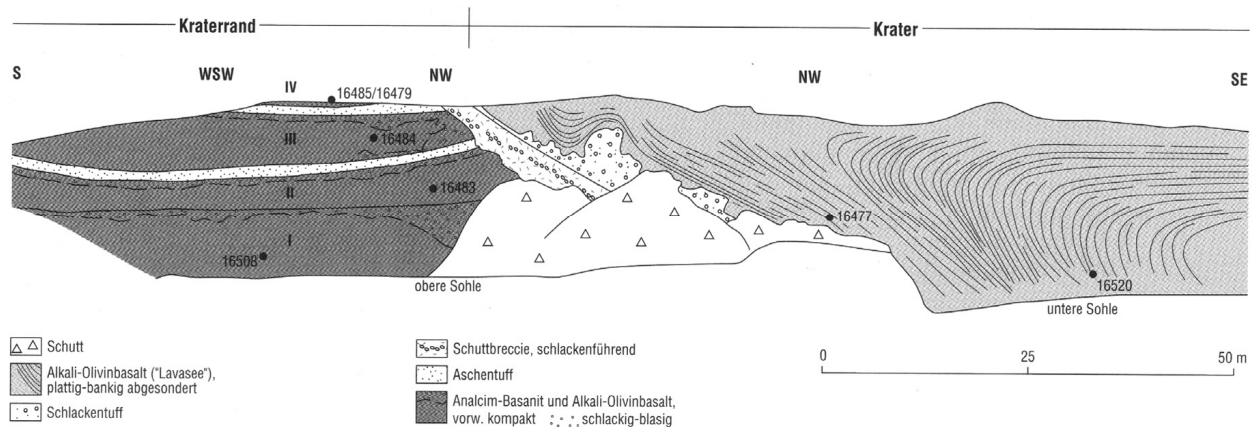 Kraterrand
Krater
S
WSW
NW
NW
SE
IV
16485/16479
III
16484
II
16483
I
16508
16477
16520
obere Sohle
untere Sohle
Schutt
Alkali-Olivinbasalt ("Lavasee"),
plattig-bankig abgesondert
Schlackentuff
Schuttbreccie, schlackenführend
Aschentuff
Analcim-Basanit und Alkali-Olivinbasalt,
vorw. kompakt schlackig-blasig
0 25 50 m